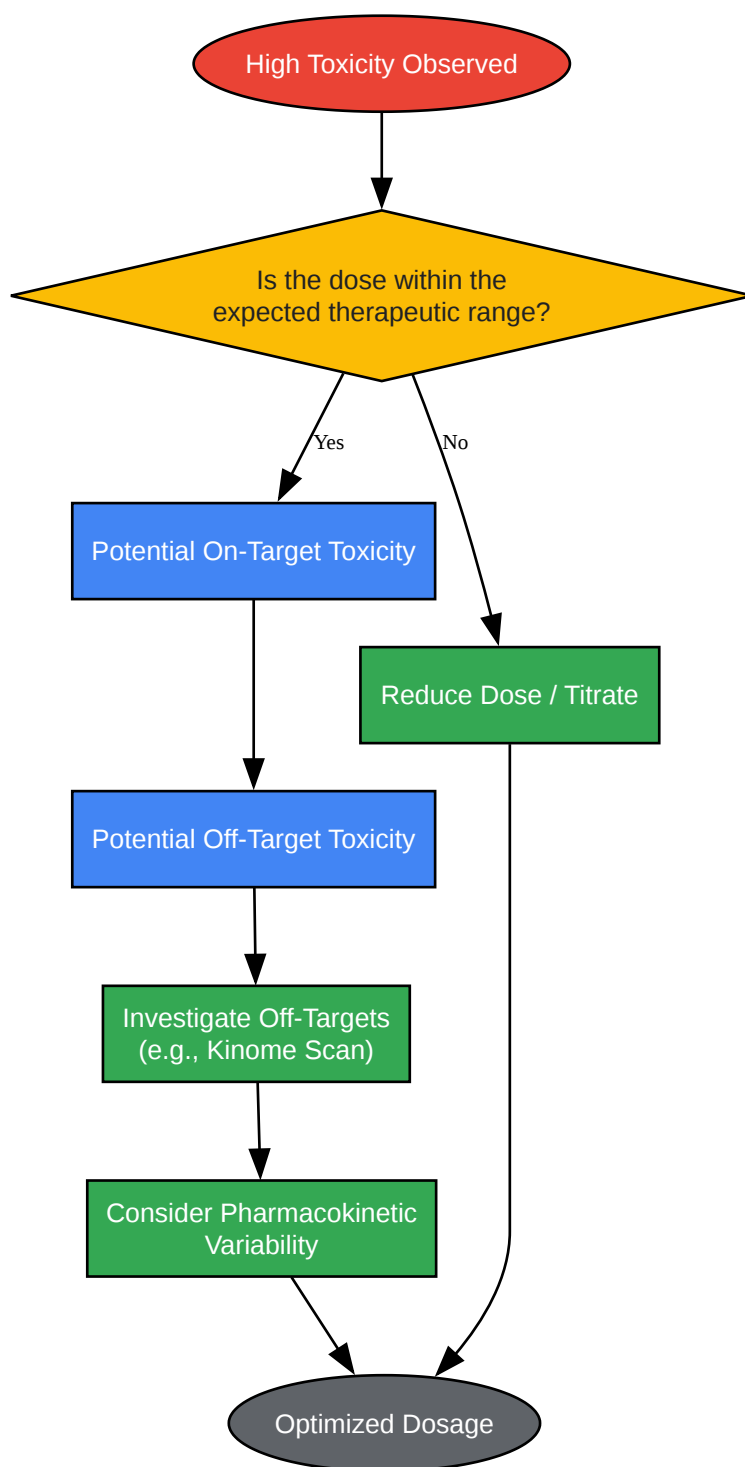 High Toxicity Observed
Is the dose within the
expected therapeutic range?
Yes
No
Potential On-Target Toxicity
Reduce Dose / Titrate
Potential Off-Target Toxicity
Investigate Off-Targets
(e.g., Kinome Scan)
Consider Pharmacokinetic
Variability
Optimized Dosage